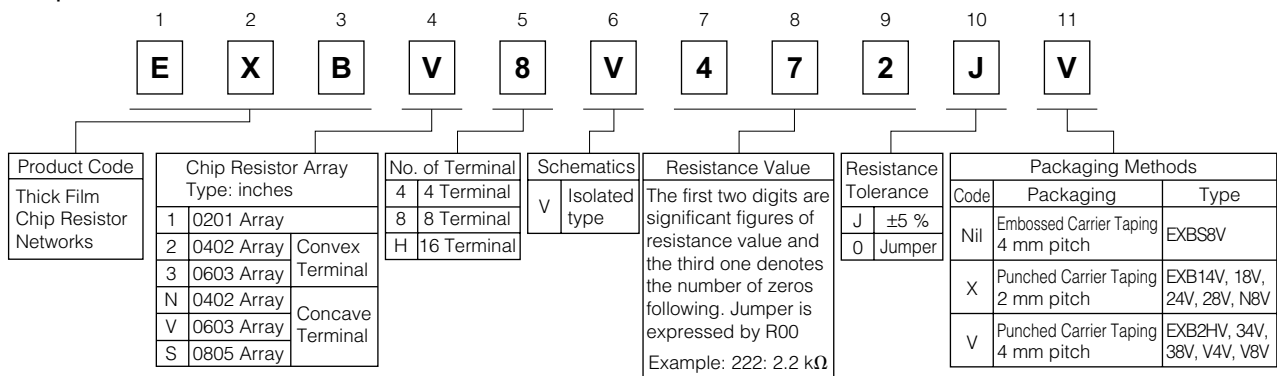 1 2 3 4 5 6 7 8 9 10 11
E X B V 8 V 4 7 2 J V
Product Code
Thick Film
Chip Resistor
Networks
Chip Resistor Array
Type: inches
1 0201 Array
2 0402 Array
3 0603 Array
Convex
Terminal
N 0402 Array
V 0603 Array
S 0805 Array
Concave
Terminal
No. of Terminal
4 4 Terminal
8 8 Terminal
H 16 Terminal
Schematics
V Isolated
type
Resistance Value
The first two digits are
significant figures of
resistance value and
the third one denotes
the number of zeros
following. Jumper is
expressed by R00
Example: 222: 2.2 kΩ
Resistance
Tolerance
J ±5 %
0 Jumper
Packaging Methods
Code Packaging Type
Nil Embossed Carrier Taping
4 mm pitch
EXBS8V
X Punched Carrier Taping
2 mm pitch
EXB14V, 18V,
24V, 28V, N8V
V Punched Carrier Taping
4 mm pitch
EXB2HV, 34V,
38V, V4V, V8V